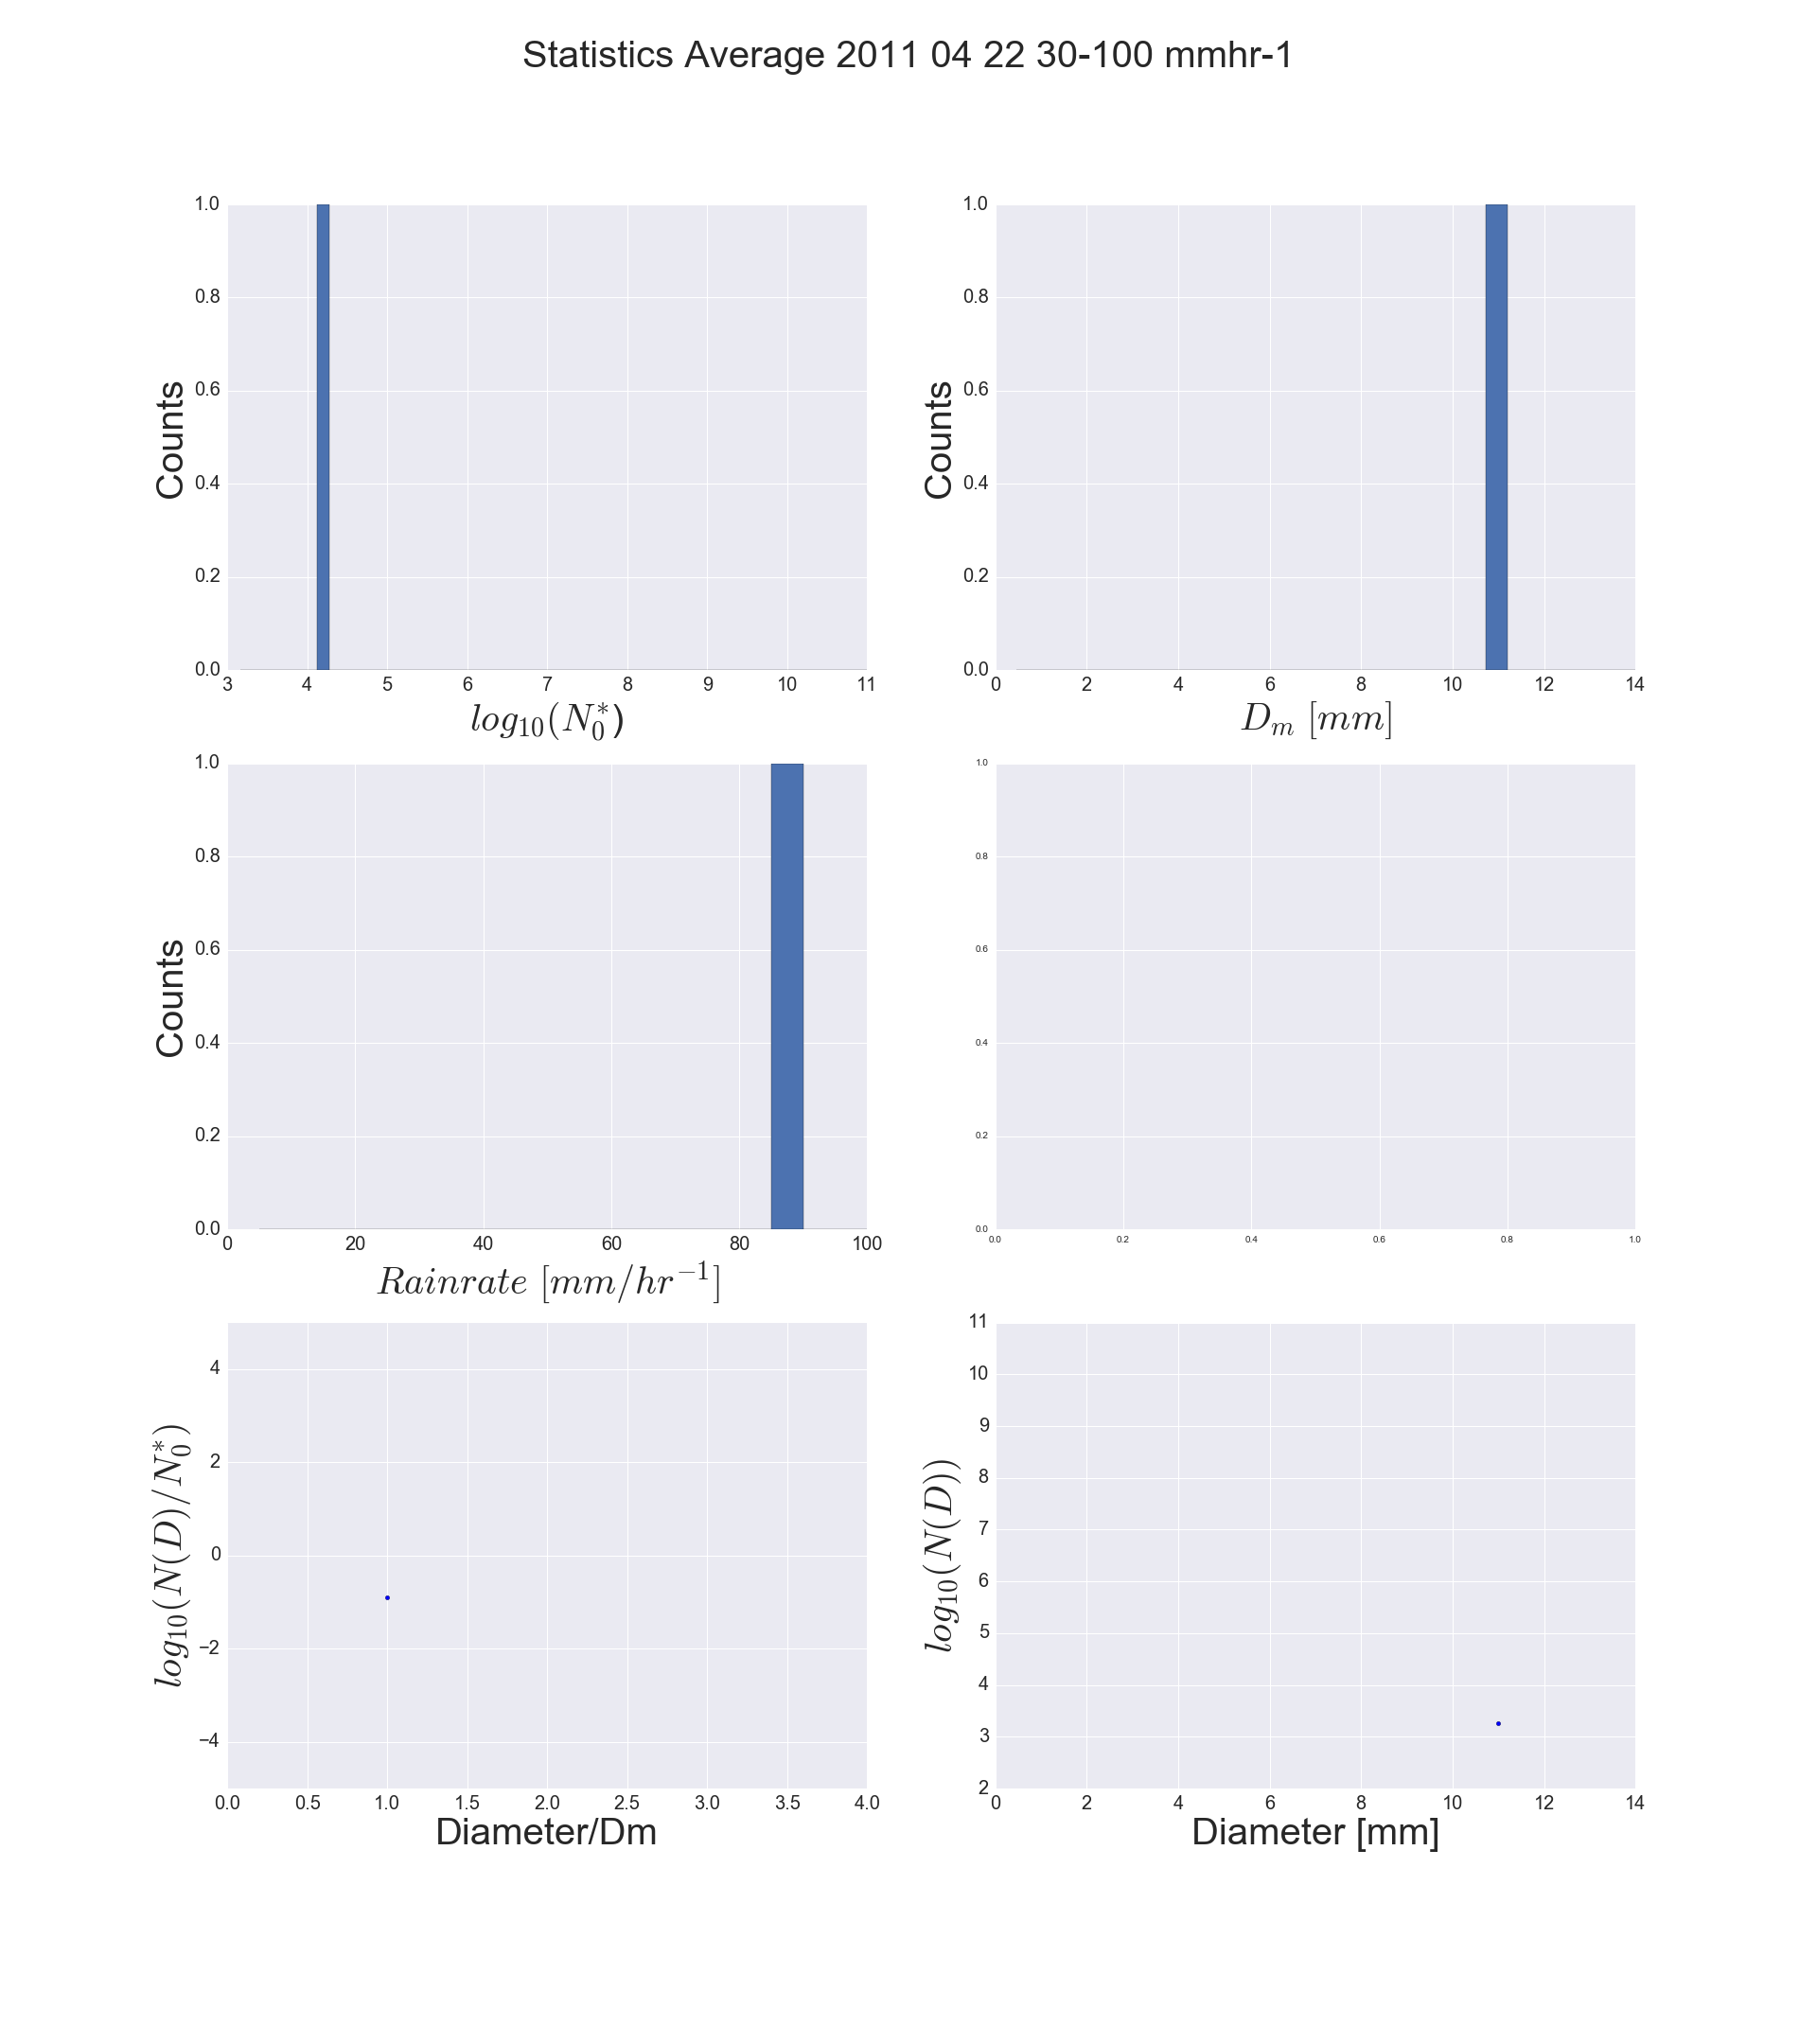 Statistics Average 2011 04 22 30-100 mmhr-1
1.0
0.8
0.6
0.4
0.2
0.0
Counts
3 4 5 6 7 8 9 10 11
log₁₀(N₀*)
1.0
0.8
0.6
0.4
0.2
0.0
Counts
0 2 4 6 8 10 12 14
Dₘ [mm]
1.0
0.8
0.6
0.4
0.2
0.0
Counts
0 20 40 60 80 100
Rainrate [mm/hr⁻¹]
1.0
0.8
0.6
0.4
0.2
0.0
0.0 0.2 0.4 0.6 0.8 1.0
4
2
0
−2
−4
log₁₀(N(D)/N₀*)
0.0 0.5 1.0 1.5 2.0 2.5 3.0 3.5 4.0
Diameter/Dm
11
10
9
8
7
6
5
4
3
2
log₁₀(N(D))
0 2 4 6 8 10 12 14
Diameter [mm]